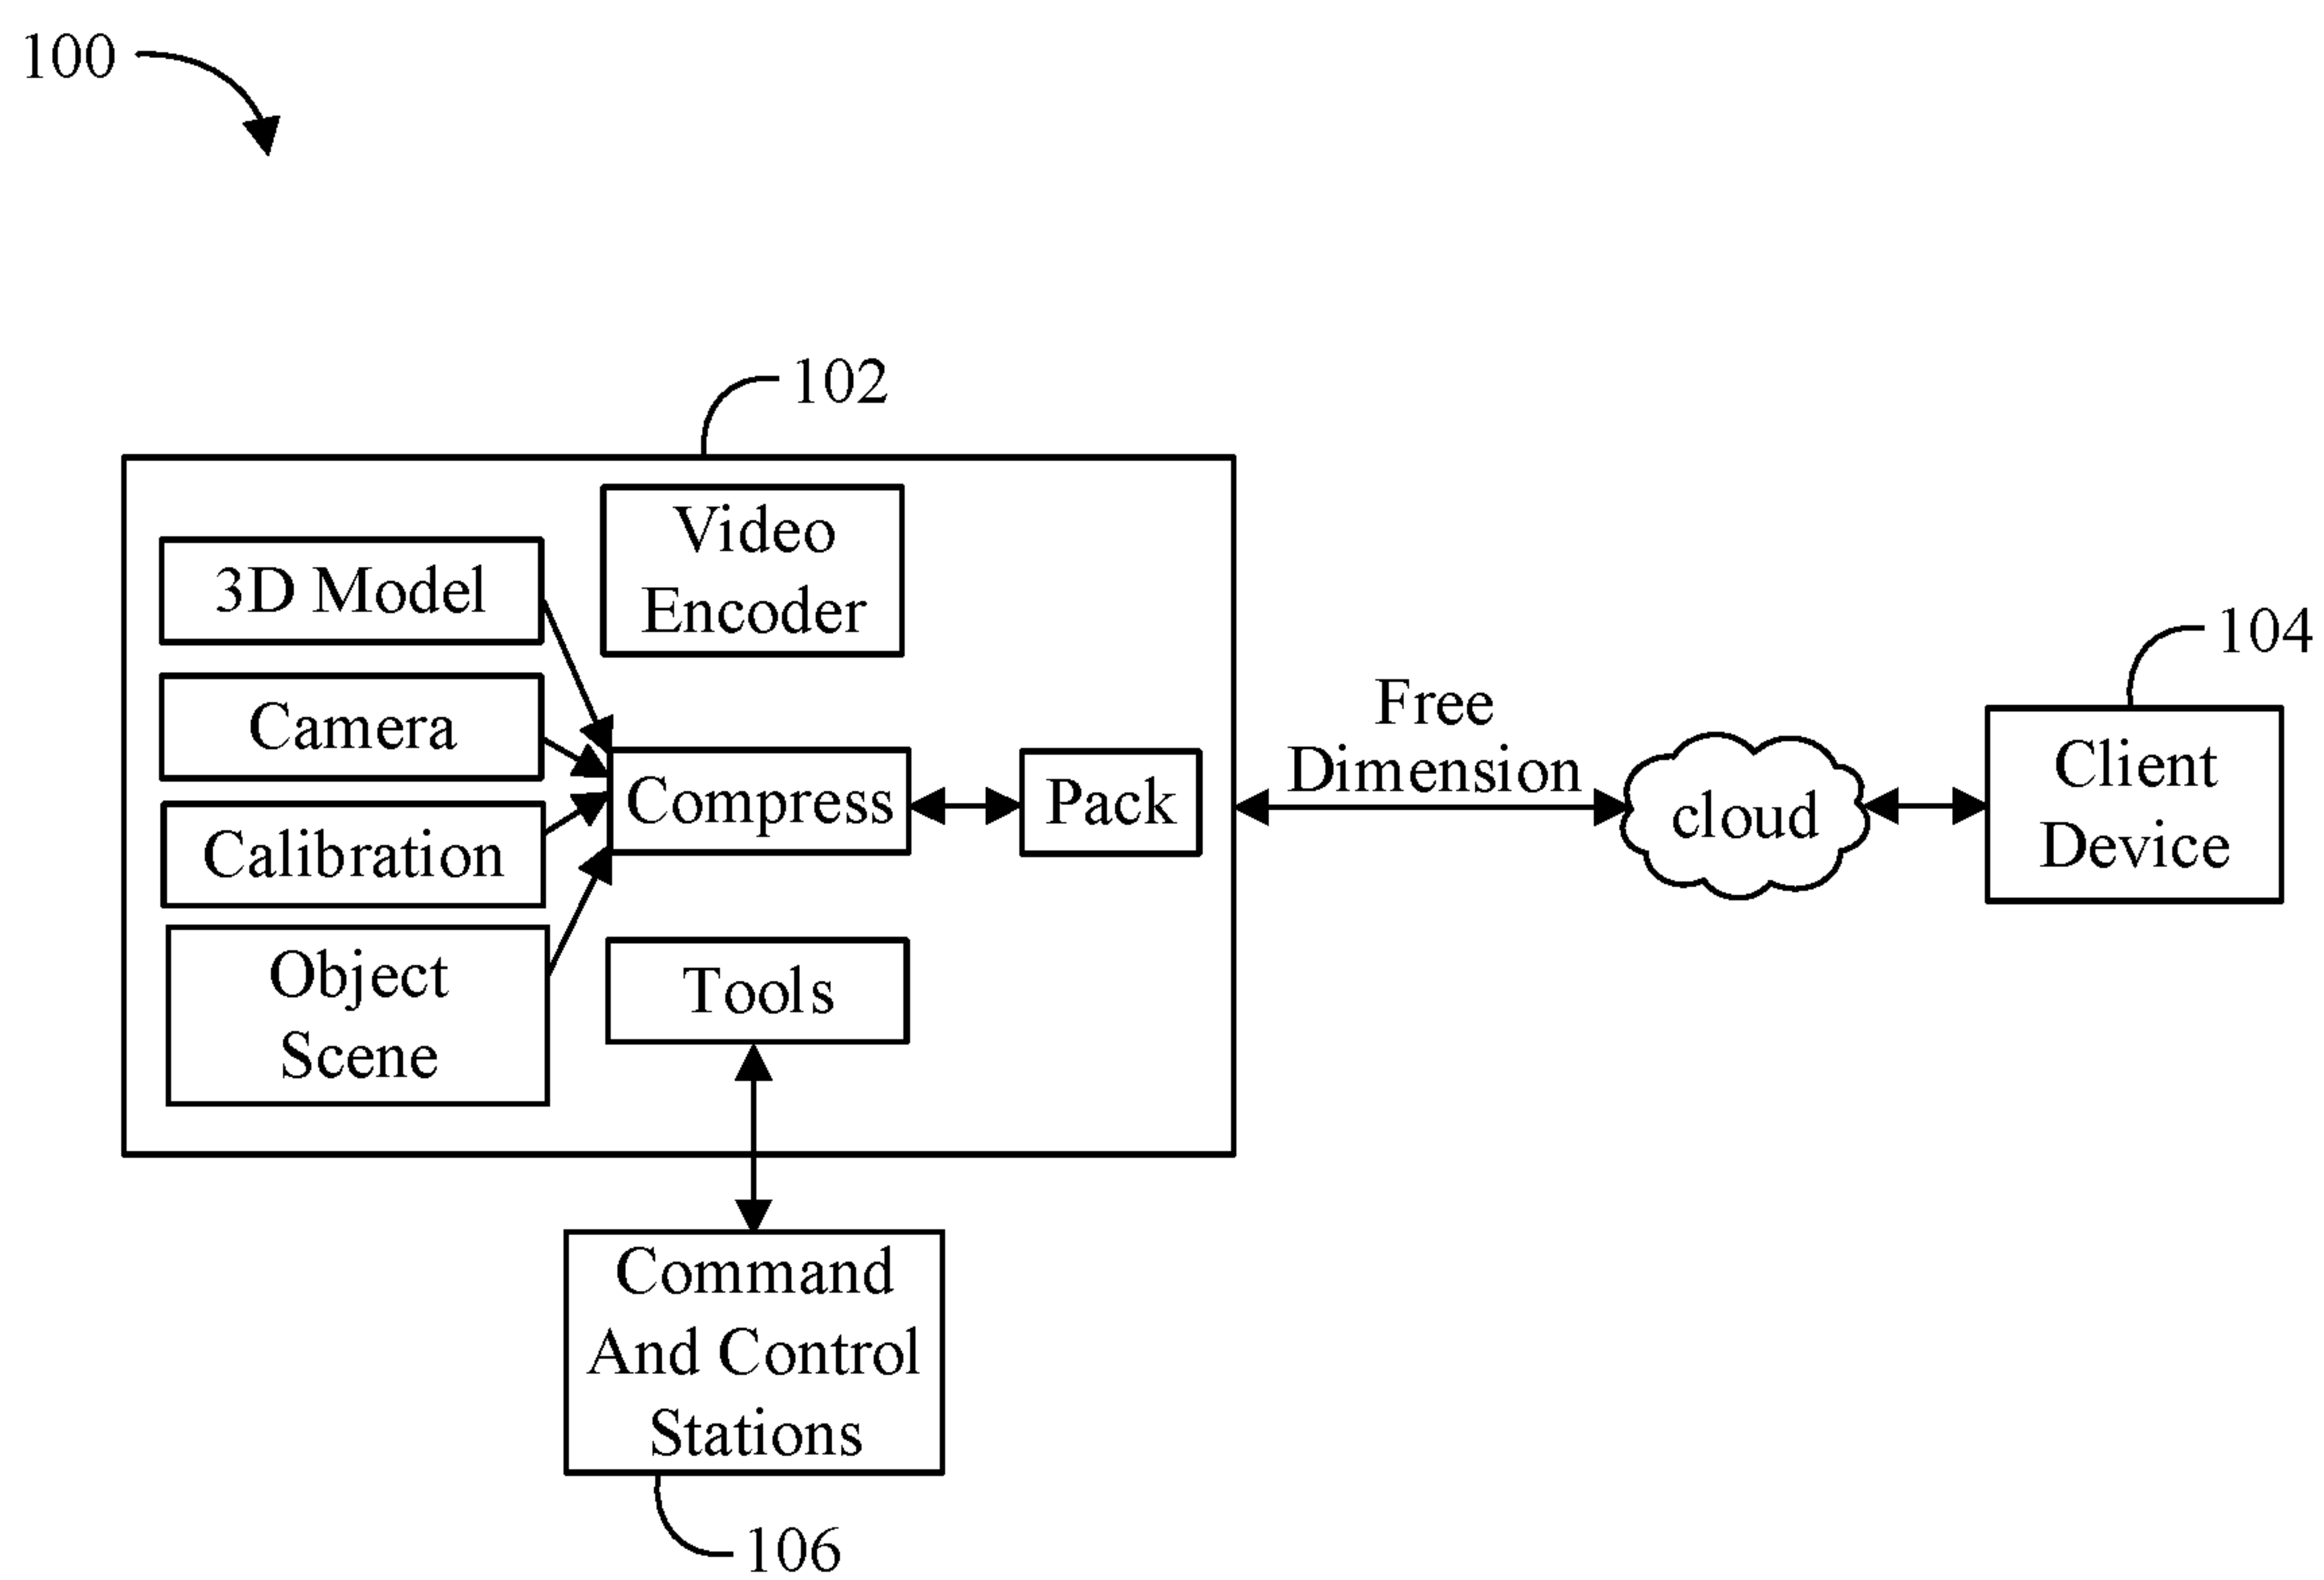 100
102
Video
Encoder
3D Model
Camera
Calibration
Object
Scene
Compress
Pack
Tools
Free
Dimension
cloud
104
Client
Device
Command
And Control
Stations
106